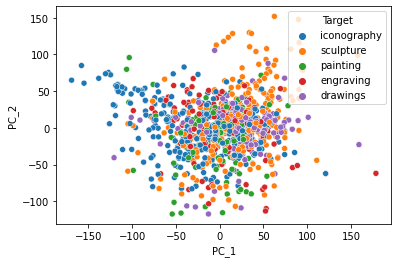 Target
iconography
sculpture
painting
engraving
drawings
150
100
50
0
−50
−100
PC_2
−150
−100
−50
0
50
100
150
PC_1